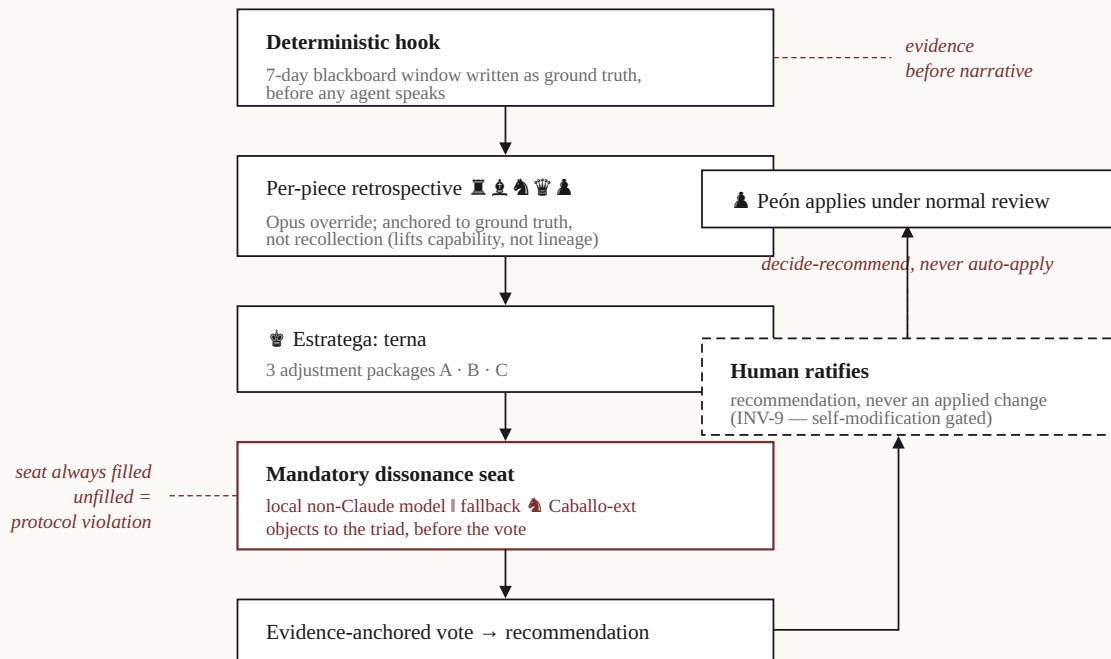 Deterministic hook
7-day blackboard window written as ground truth,
before any agent speaks
evidence
before narrative
Per-piece retrospective ♜♝♞♛♟
Opus override; anchored to ground truth,
not recollection (lifts capability, not lineage)
♟ Peón applies under normal review
decide-recommend, never auto-apply
♚ Estratega: terna
3 adjustment packages A · B · C
Human ratifies
recommendation, never an applied change
(INV-9 — self-modification gated)
seat always filled
unfilled =
protocol violation
Mandatory dissonance seat
local non-Claude model ‖ fallback ♞ Caballo-ext
objects to the triad, before the vote
Evidence-anchored vote → recommendation